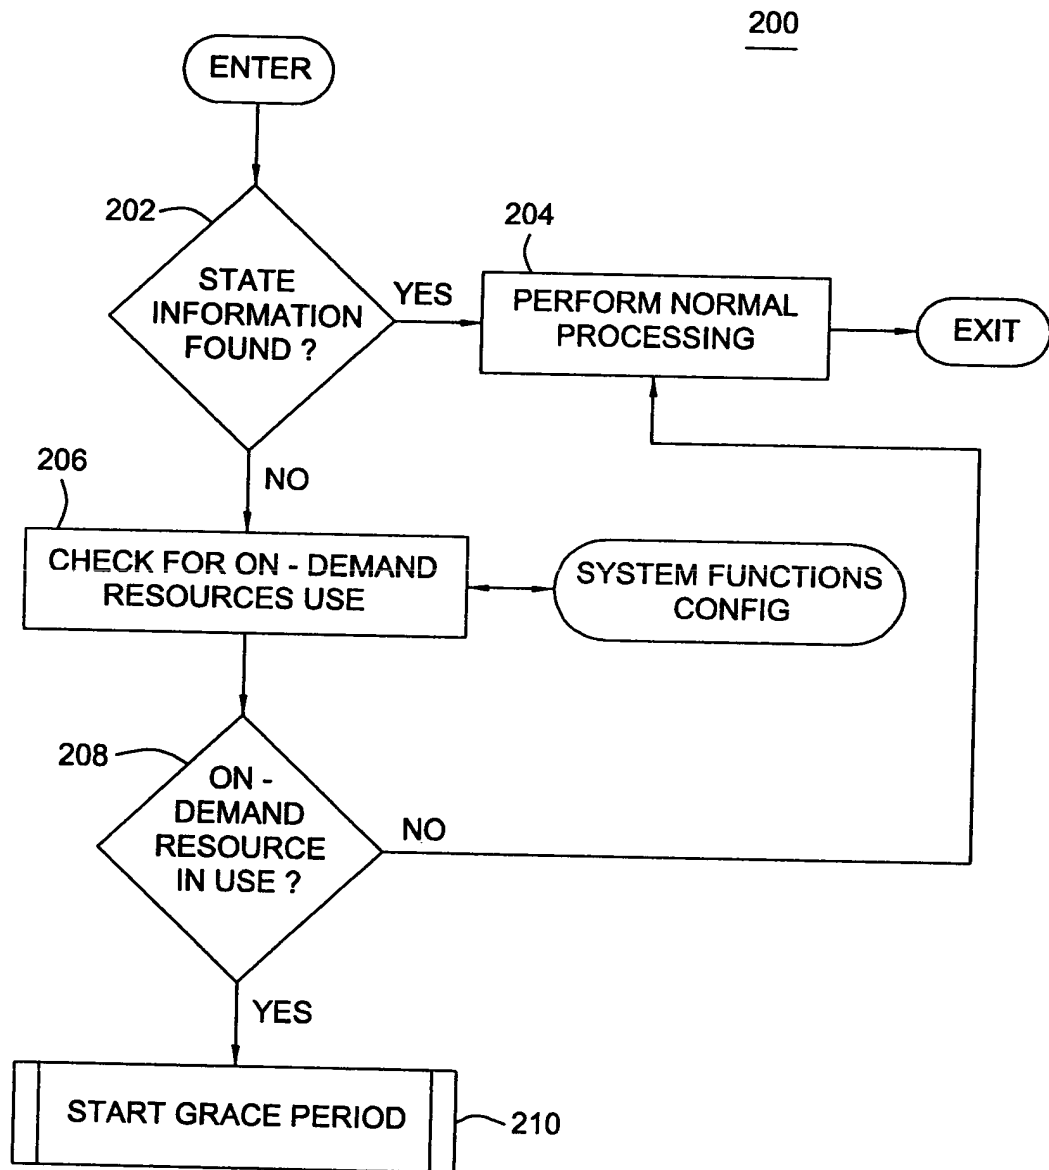 200
ENTER
202
STATE
INFORMATION
FOUND ?
YES
204
PERFORM NORMAL
PROCESSING
EXIT
NO
206
CHECK FOR ON - DEMAND
RESOURCES USE
SYSTEM FUNCTIONS
CONFIG
208
ON -
DEMAND
RESOURCE
IN USE ?
NO
YES
START GRACE PERIOD
210